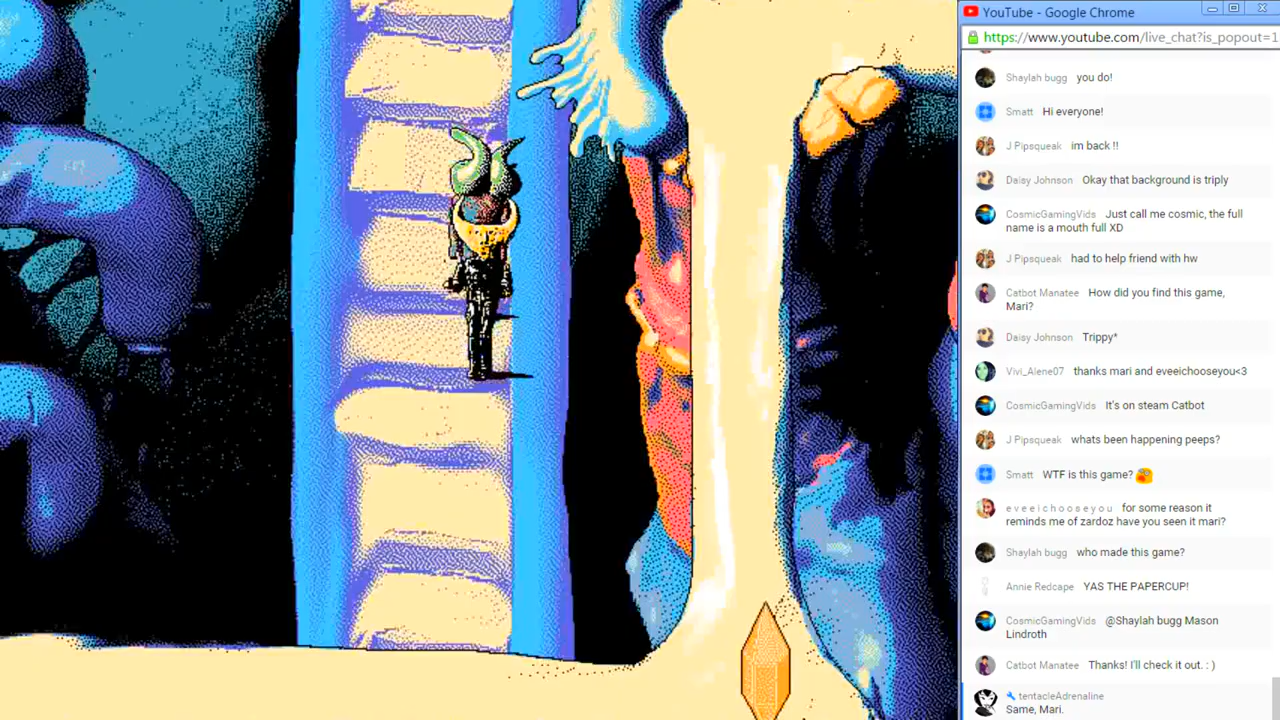 YouTube - Google Chrome
https://www.youtube.com/live_chat?is_popout=1
Shaylah bugg you do!
Smatt Hi everyone!
J Pipsqueak im back !!
Daisy Johnson Okay that background is triply
CosmicGamingVids Just call me cosmic, the full
name is a mouth full XD
J Pipsqueak had to help friend with hw
Catbot Manatee How did you find this game,
Mari?
Daisy Johnson Trippy*
Vivi_Alene07 thanks mari and eveeichooseyou<3
CosmicGamingVids It's on steam Catbot
J Pipsqueak whats been happening peeps?
Smatt WTF is this game?
e v e e i c h o o s e y o u for some reason it
reminds me of zardoz have you seen it mari?
Shaylah bugg who made this game?
Annie Redcape YAS THE PAPERCUP!
CosmicGamingVids @Shaylah bugg Mason
Lindroth
Catbot Manatee Thanks! I'll check it out. : )
tentacleAdrenaline
Same, Mari.